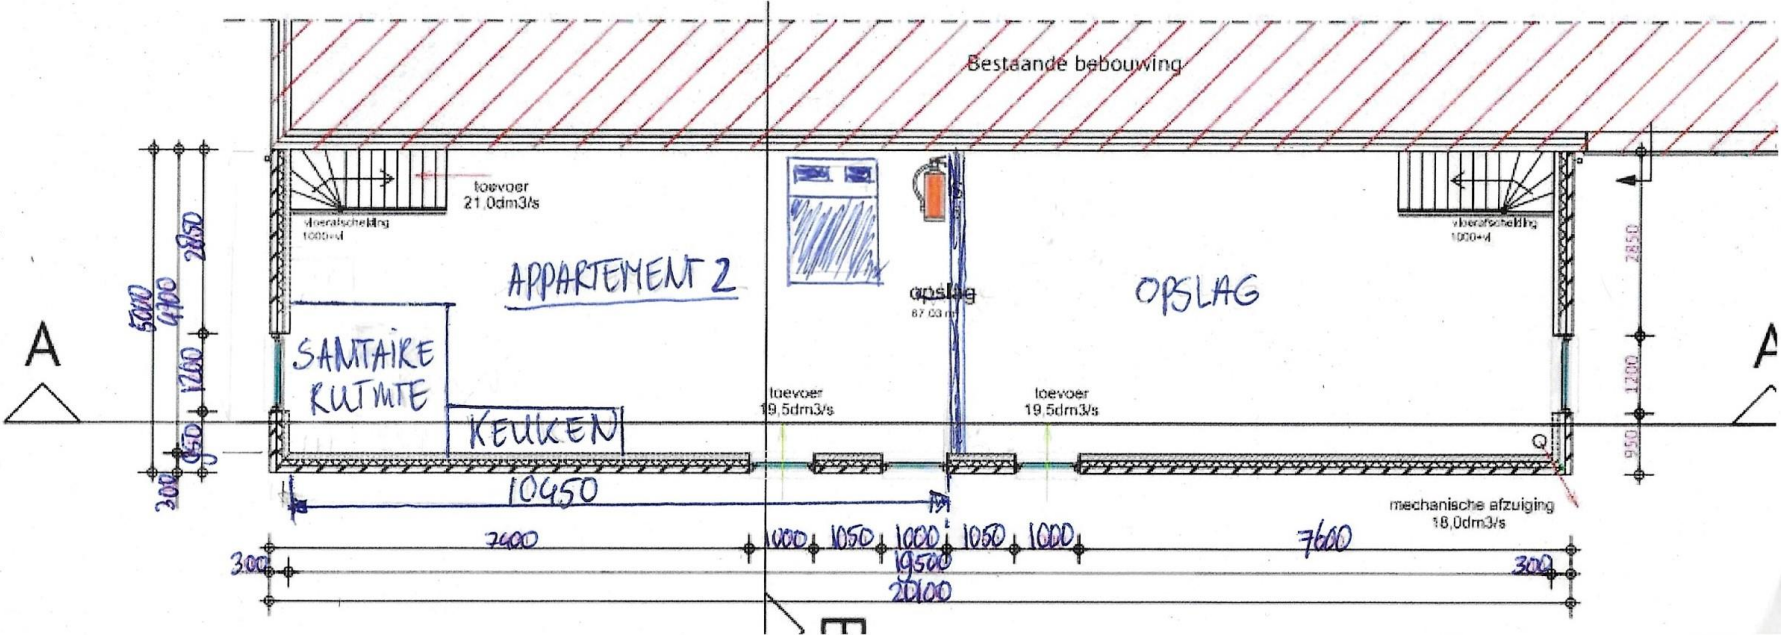 Bestaande bebouwing
toevoer
21,0dm3/s
vloerafscheiding
1000+vl
vloerafscheiding
1000+vl
2850
5000
4700
1200
950
300
APPARTEMENT 2
opslag
67.03 m
OPSLAG
2850
1200
950
A
A
SANITAIRE
RUIMTE
KEUKEN
toevoer
19,5dm3/s
toevoer
19,5dm3/s
Q
mechanische afzuiging
18,0dm3/s
10450
7400
1000
1050
1000
1050
1000
7600
300
19500
300
20100